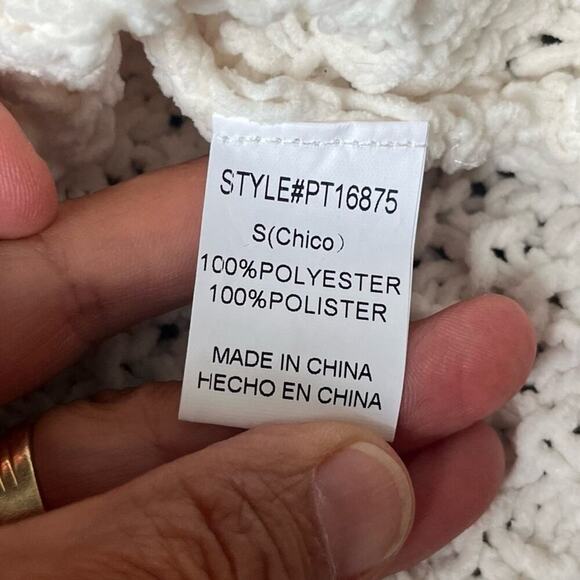 STYLE#PT16875
S(Chico)
100%POLYESTER
100%POLISTER
MADE IN CHINA
HECHO EN CHINA